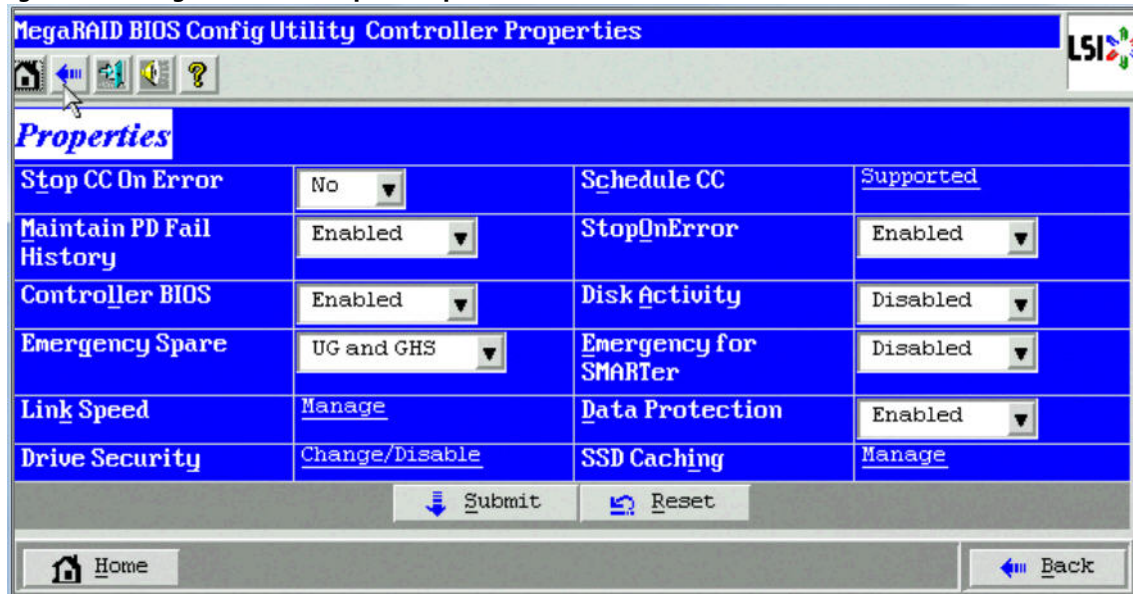 MegaRAID BIOS Config Utility Controller Properties
LSI
?
Properties
Stop CC On Error No Schedule CC Supported
Maintain PD Fail History Enabled StopOnError Enabled
Controller BIOS Enabled Disk Activity Disabled
Emergency Spare UG and GHS Emergency for SMARTer Disabled
Link Speed Manage Data Protection Enabled
Drive Security Change/Disable SSD Caching Manage
Submit Reset
Home Back